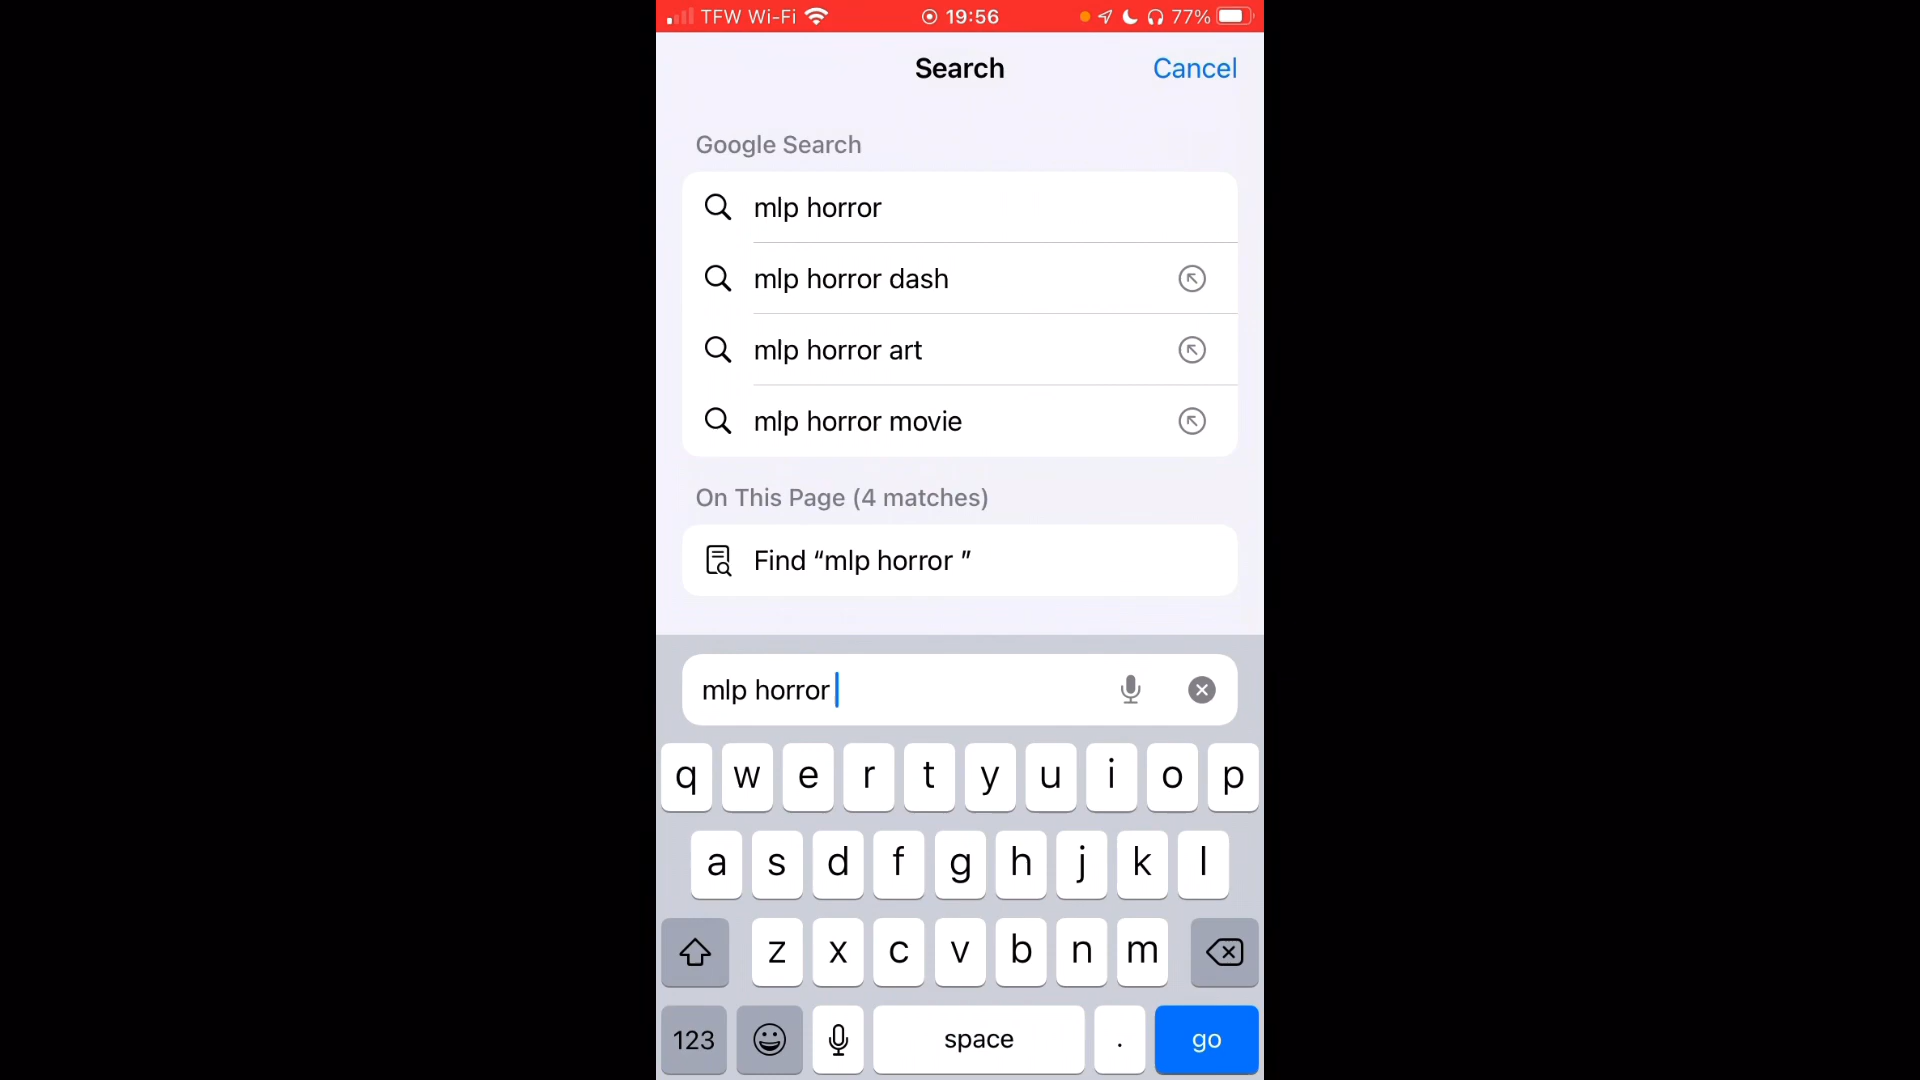 TFW Wi-Fi 19:56 77%
Search Cancel
Google Search
mlp horror
mlp horror dash
mlp horror art
mlp horror movie
On This Page (4 matches)
Find “mlp horror ”
mlp horror
q w e r t y u i o p
a s d f g h j k l
z x c v b n m
123 space . go